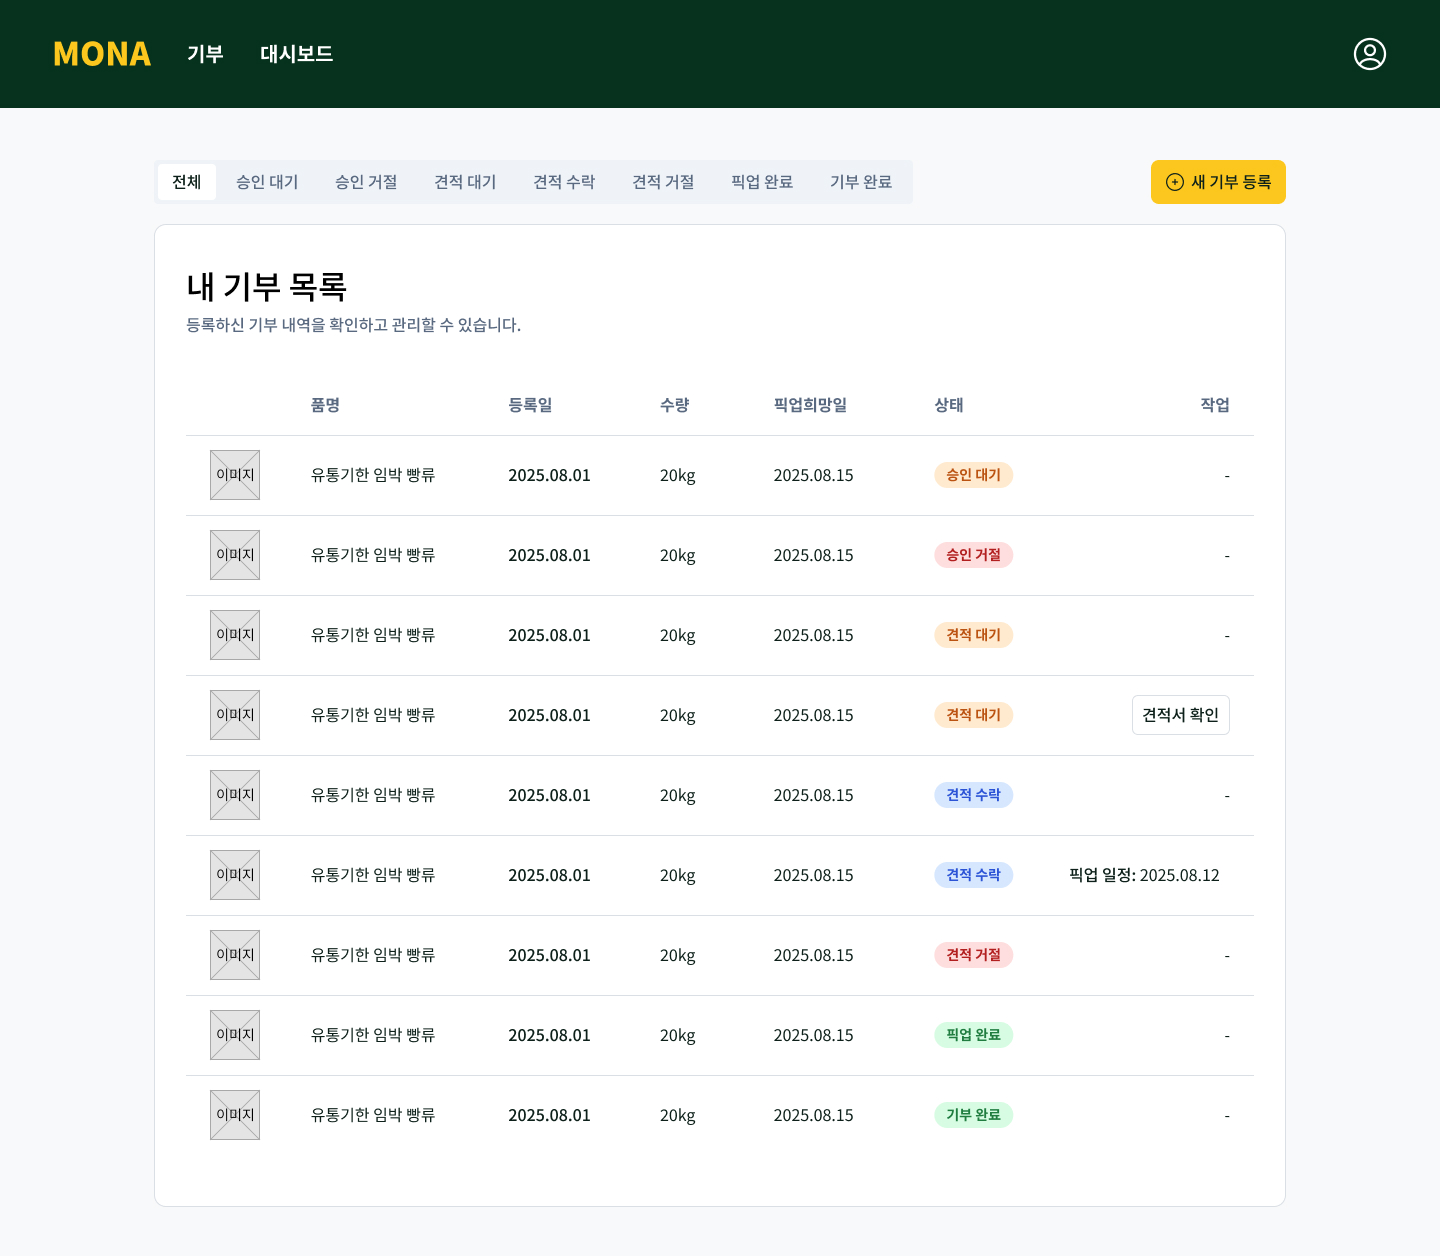 MONA 기부 대시보드
전체 승인 대기 승인 거절 견적 대기 견적 수락 견적 거절 픽업 완료 기부 완료 새 기부 등록
내 기부 목록
등록하신 기부 내역을 확인하고 관리할 수 있습니다.
품명 등록일 수량 픽업희망일 상태 작업
이미지 유통기한 임박 빵류 2025.08.01 20kg 2025.08.15 승인 대기 -
이미지 유통기한 임박 빵류 2025.08.01 20kg 2025.08.15 승인 거절 -
이미지 유통기한 임박 빵류 2025.08.01 20kg 2025.08.15 견적 대기 -
이미지 유통기한 임박 빵류 2025.08.01 20kg 2025.08.15 견적 대기 견적서 확인
이미지 유통기한 임박 빵류 2025.08.01 20kg 2025.08.15 견적 수락 -
이미지 유통기한 임박 빵류 2025.08.01 20kg 2025.08.15 견적 수락 픽업 일정: 2025.08.12
이미지 유통기한 임박 빵류 2025.08.01 20kg 2025.08.15 견적 거절 -
이미지 유통기한 임박 빵류 2025.08.01 20kg 2025.08.15 픽업 완료 -
이미지 유통기한 임박 빵류 2025.08.01 20kg 2025.08.15 기부 완료 -